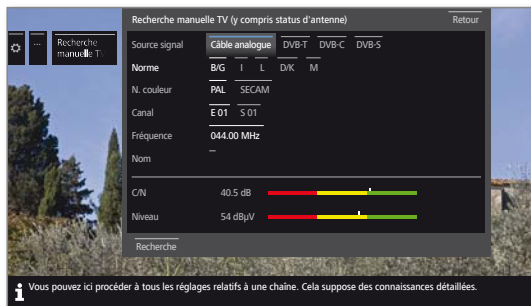 Recherche manuelle TV (y compris status d'antenne) Retour
... Recherche manuelle TV
Source signal Câble analogue DVB-T DVB-C DVB-S
Norme B/G I L D/K M
N. couleur PAL SECAM
Canal E 01 S 01
Fréquence 044.00 MHz
Nom _
C/N 40.5 dB
Niveau 54 dBµV
Recherche
i Vous pouvez ici procéder à tous les réglages relatifs à une chaîne. Cela suppose des connaissances détaillées.